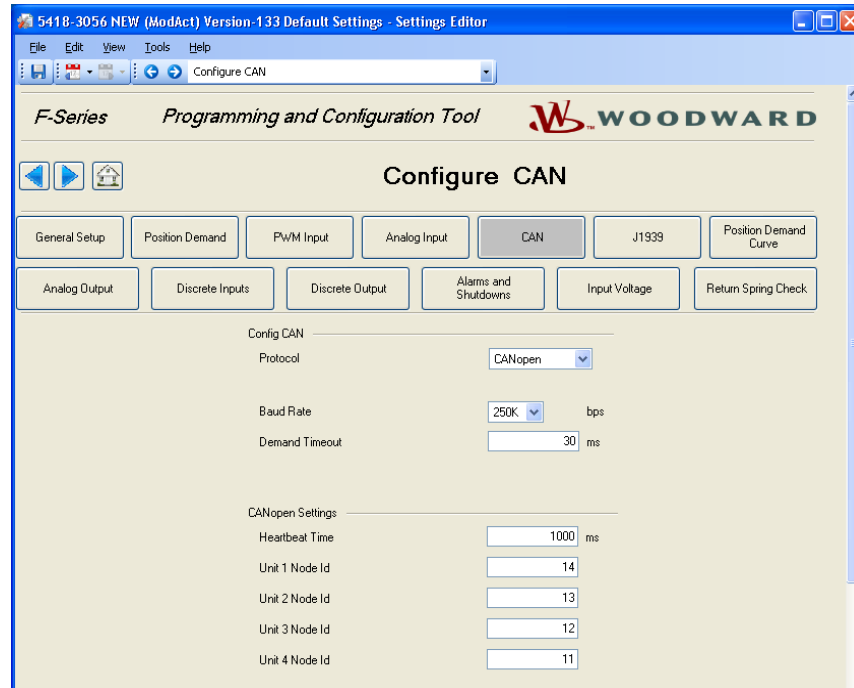 5418-3056 NEW (ModAct) Version-133 Default Settings - Settings Editor
File Edit View Tools Help
Configure CAN
F-Series Programming and Configuration Tool WOODWARD
Configure CAN
General Setup Position Demand PWM Input Analog Input CAN J1939 Position Demand Curve
Analog Output Discrete Inputs Discrete Output Alarms and Shutdowns Input Voltage Return Spring Check
Config CAN
Protocol CANopen
Baud Rate 250K bps
Demand Timeout 30 ms
CANopen Settings
Heartbeat Time 1000 ms
Unit 1 Node Id 14
Unit 2 Node Id 13
Unit 3 Node Id 12
Unit 4 Node Id 11